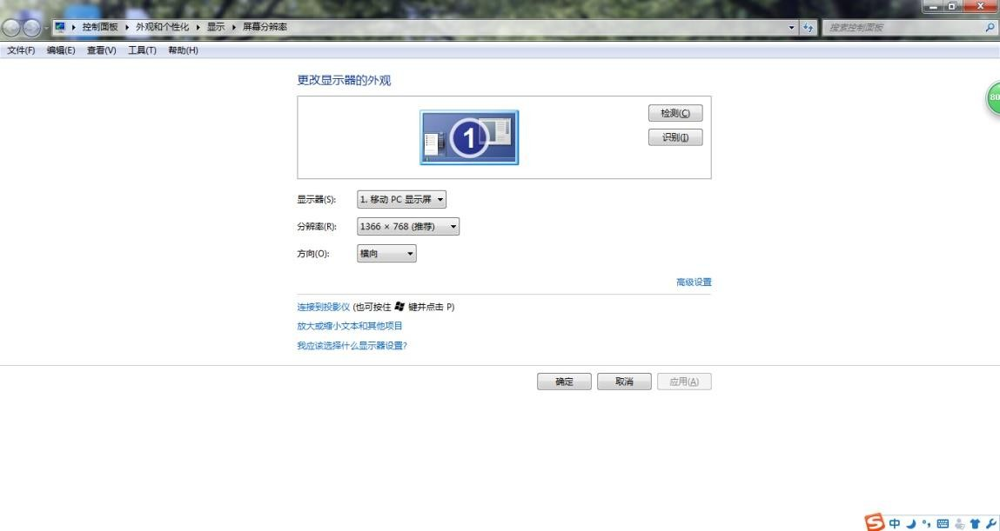 控制面板 ▸ 外观和个性化 ▸ 显示 ▸ 屏幕分辨率
搜索控制面板
文件(F) 编辑(E) 查看(V) 工具(T) 帮助(H)
更改显示器的外观
1
检测(C)
识别(I)
80
显示器(S): 1. 移动 PC 显示屏
分辨率(R): 1366 × 768 (推荐)
方向(O): 横向
高级设置
连接到投影仪 (也可按住 键并点击 P)
放大或缩小文本和其他项目
我应该选择什么显示器设置?
确定 取消 应用(A)
S 中